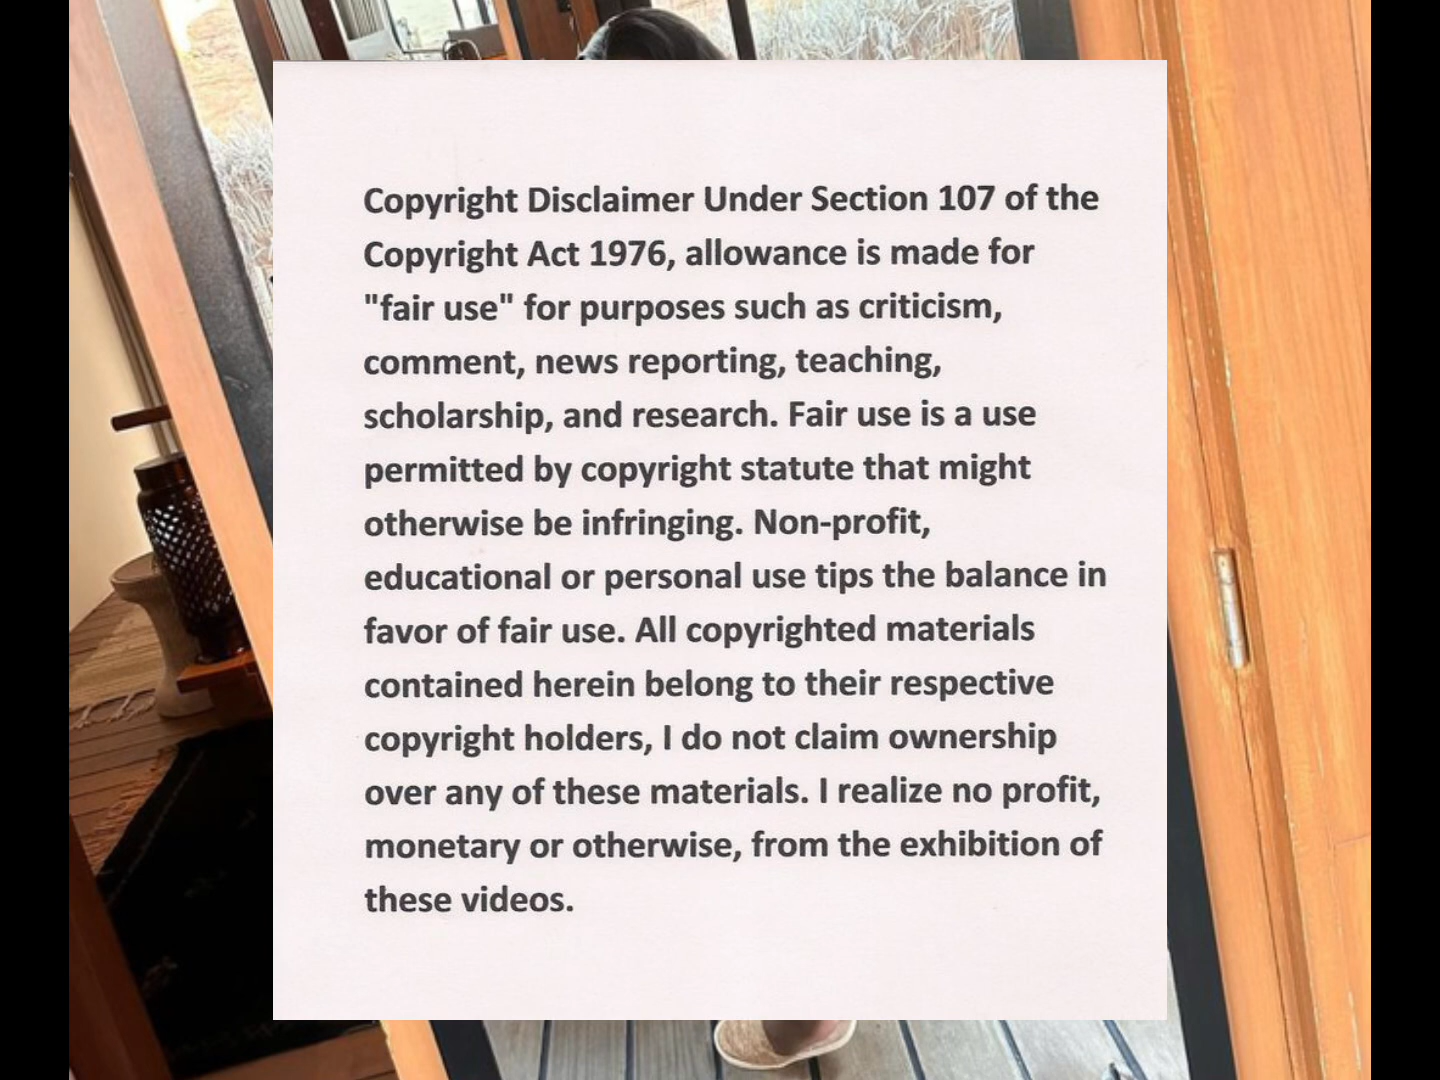 Copyright Disclaimer Under Section 107 of the
Copyright Act 1976, allowance is made for
"fair use" for purposes such as criticism,
comment, news reporting, teaching,
scholarship, and research. Fair use is a use
permitted by copyright statute that might
otherwise be infringing. Non-profit,
educational or personal use tips the balance in
favor of fair use. All copyrighted materials
contained herein belong to their respective
copyright holders, I do not claim ownership
over any of these materials. I realize no profit,
monetary or otherwise, from the exhibition of
these videos.